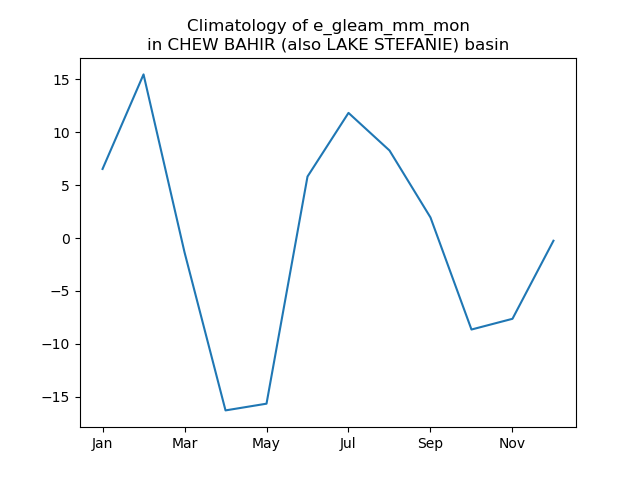 Climatology of e_gleam_mm_mon
in CHEW BAHIR (also LAKE STEFANIE) basin
15
10
5
0
−5
−10
−15
Jan
Mar
May
Jul
Sep
Nov